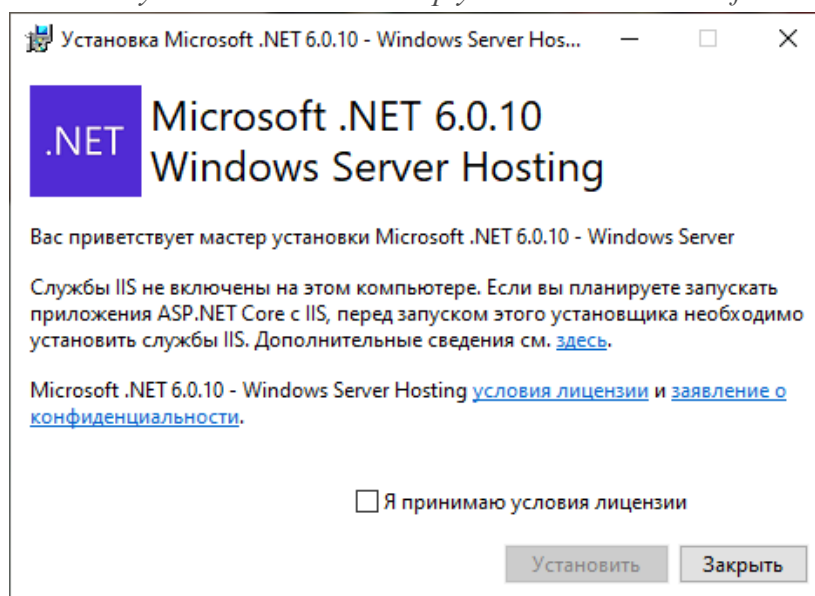 Установка Microsoft .NET 6.0.10 - Windows Server Hos...
.NET
Microsoft .NET 6.0.10
Windows Server Hosting
Вас приветствует мастер установки Microsoft .NET 6.0.10 - Windows Server
Службы IIS не включены на этом компьютере. Если вы планируете запускать
приложения ASP.NET Core с IIS, перед запуском этого установщика необходимо
установить службы IIS. Дополнительные сведения см. здесь.
Microsoft .NET 6.0.10 - Windows Server Hosting условия лицензии и заявление о
конфиденциальности.
Я принимаю условия лицензии
Установить Закрыть